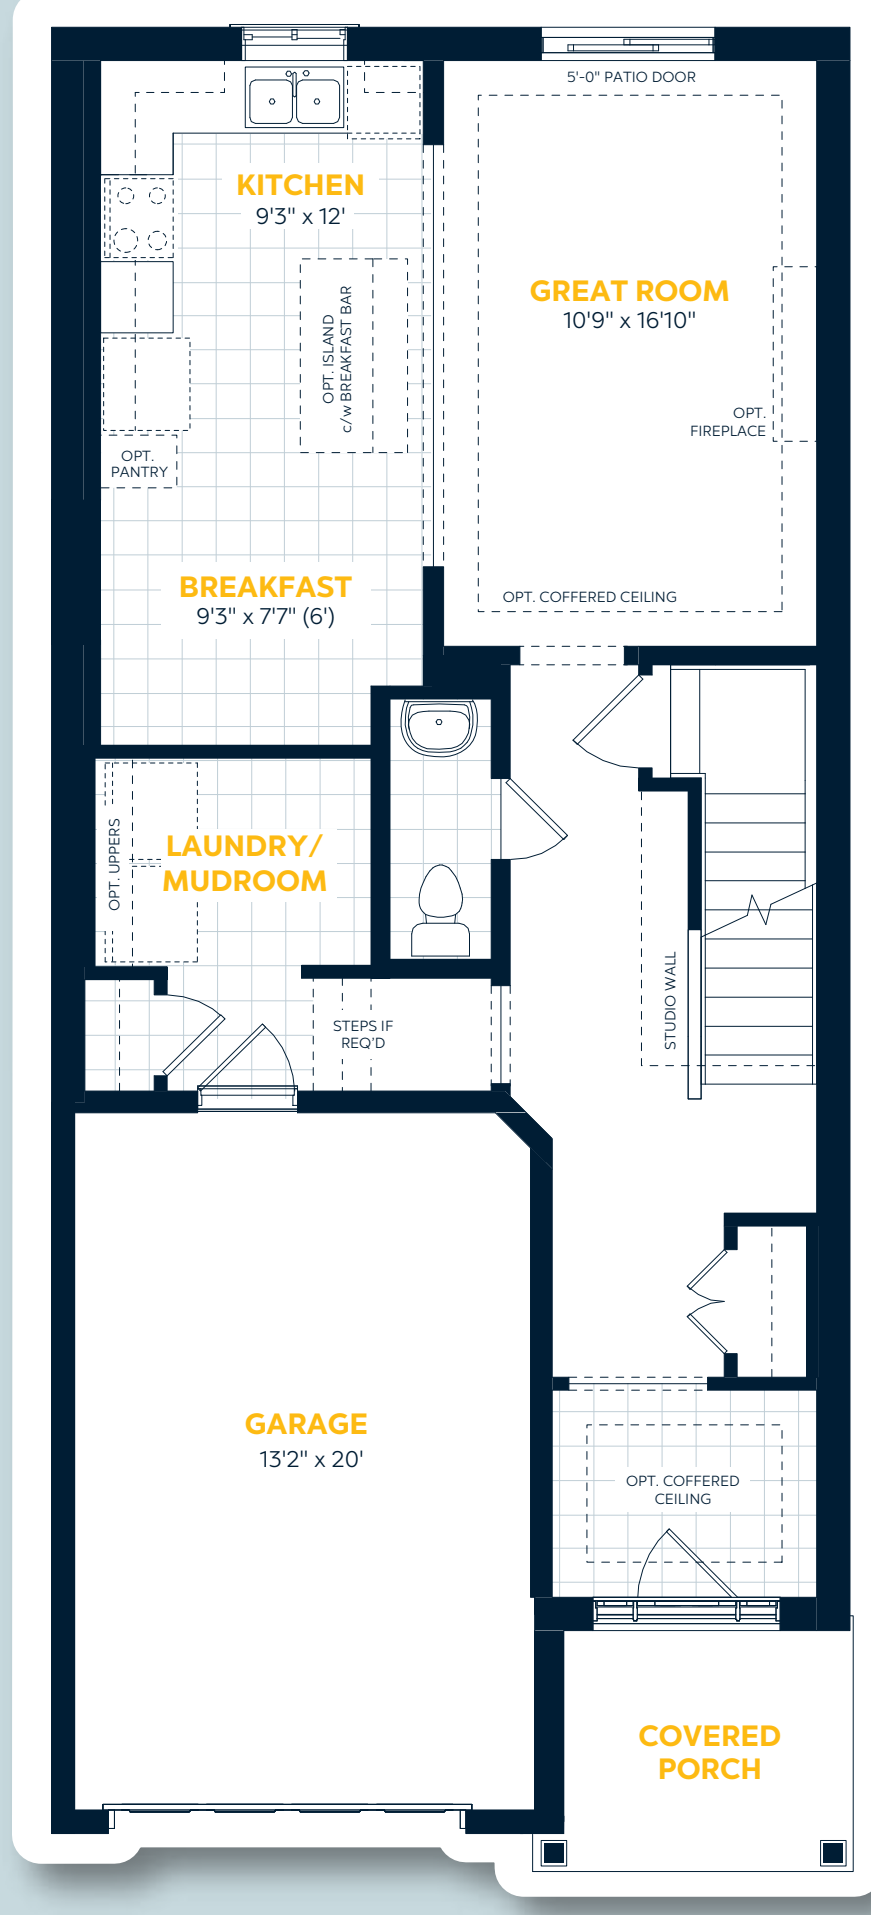 5'-0" PATIO DOOR
KITCHEN
9'3" x 12'
GREAT ROOM
10'9" x 16'10"
OPT. ISLAND
c/w BREAKFAST BAR
OPT.
FIREPLACE
OPT.
PANTRY
BREAKFAST
9'3" x 7'7" (6')
OPT. COFFERED CEILING
OPT. UPPERS
LAUNDRY/
MUDROOM
STUDIO WALL
STEPS IF
REQ'D
GARAGE
13'2" x 20'
OPT. COFFERED
CEILING
COVERED
PORCH